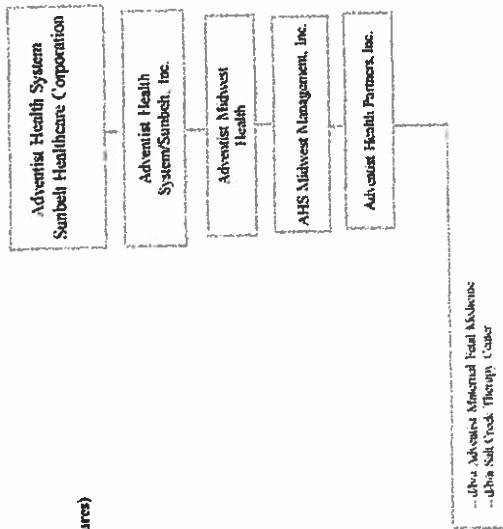 Adventist Health System
Sunbelt Healthcare Corporation
Adventist Health
System/Sunbelt, Inc.
Adventist Midwest
Health
AHS Midwest Management, Inc.
Adventist Health Partners, Inc.
ares)
-- d/b/a Adventist Maternal Fetal Medicine
-- d/b/a Salt Creek Therapy Center